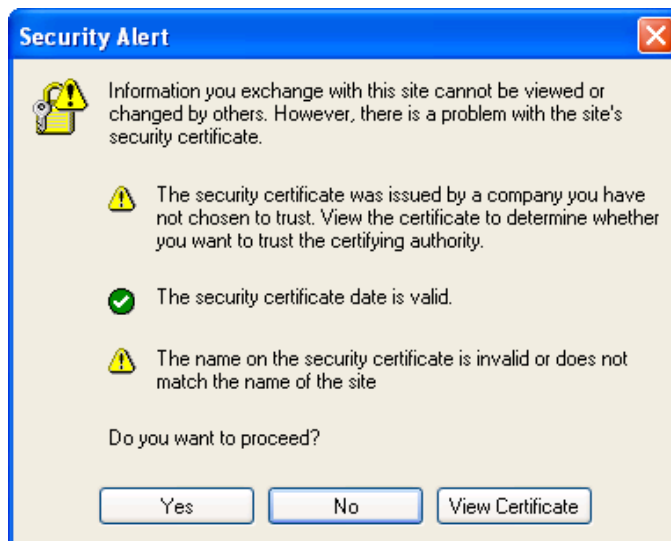 Security Alert
Information you exchange with this site cannot be viewed or
changed by others. However, there is a problem with the site's
security certificate.
The security certificate was issued by a company you have
not chosen to trust. View the certificate to determine whether
you want to trust the certifying authority.
The security certificate date is valid.
The name on the security certificate is invalid or does not
match the name of the site
Do you want to proceed?
Yes No View Certificate